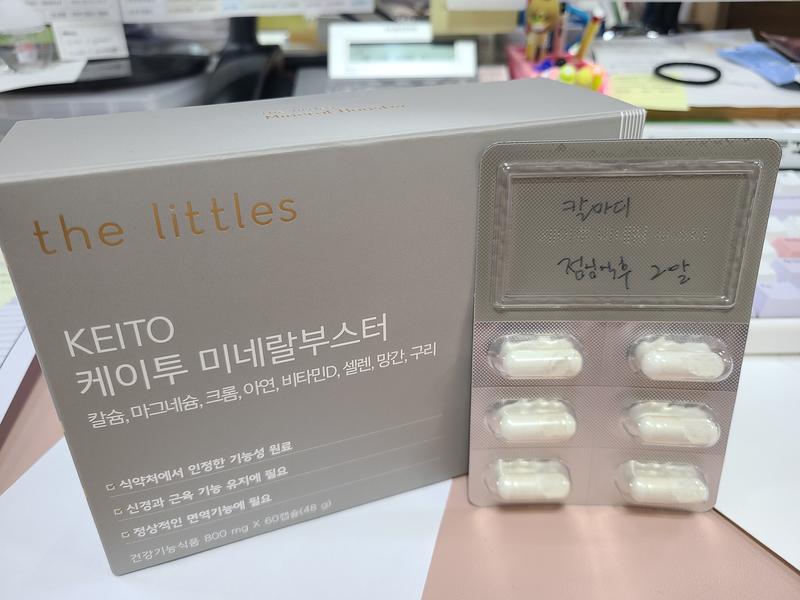 Mineral Booster
the littles
KEITO
케이투 미네랄부스터
칼슘, 마그네슘, 크롬, 아연, 비타민D, 셀렌, 망간, 구리
식약처에서 인정한 기능성 원료
신경과 근육 기능 유지에 필요
정상적인 면역기능에 필요
건강기능식품 800 mg X 60캡슐(48 g)
칼마디
점심식후 2알